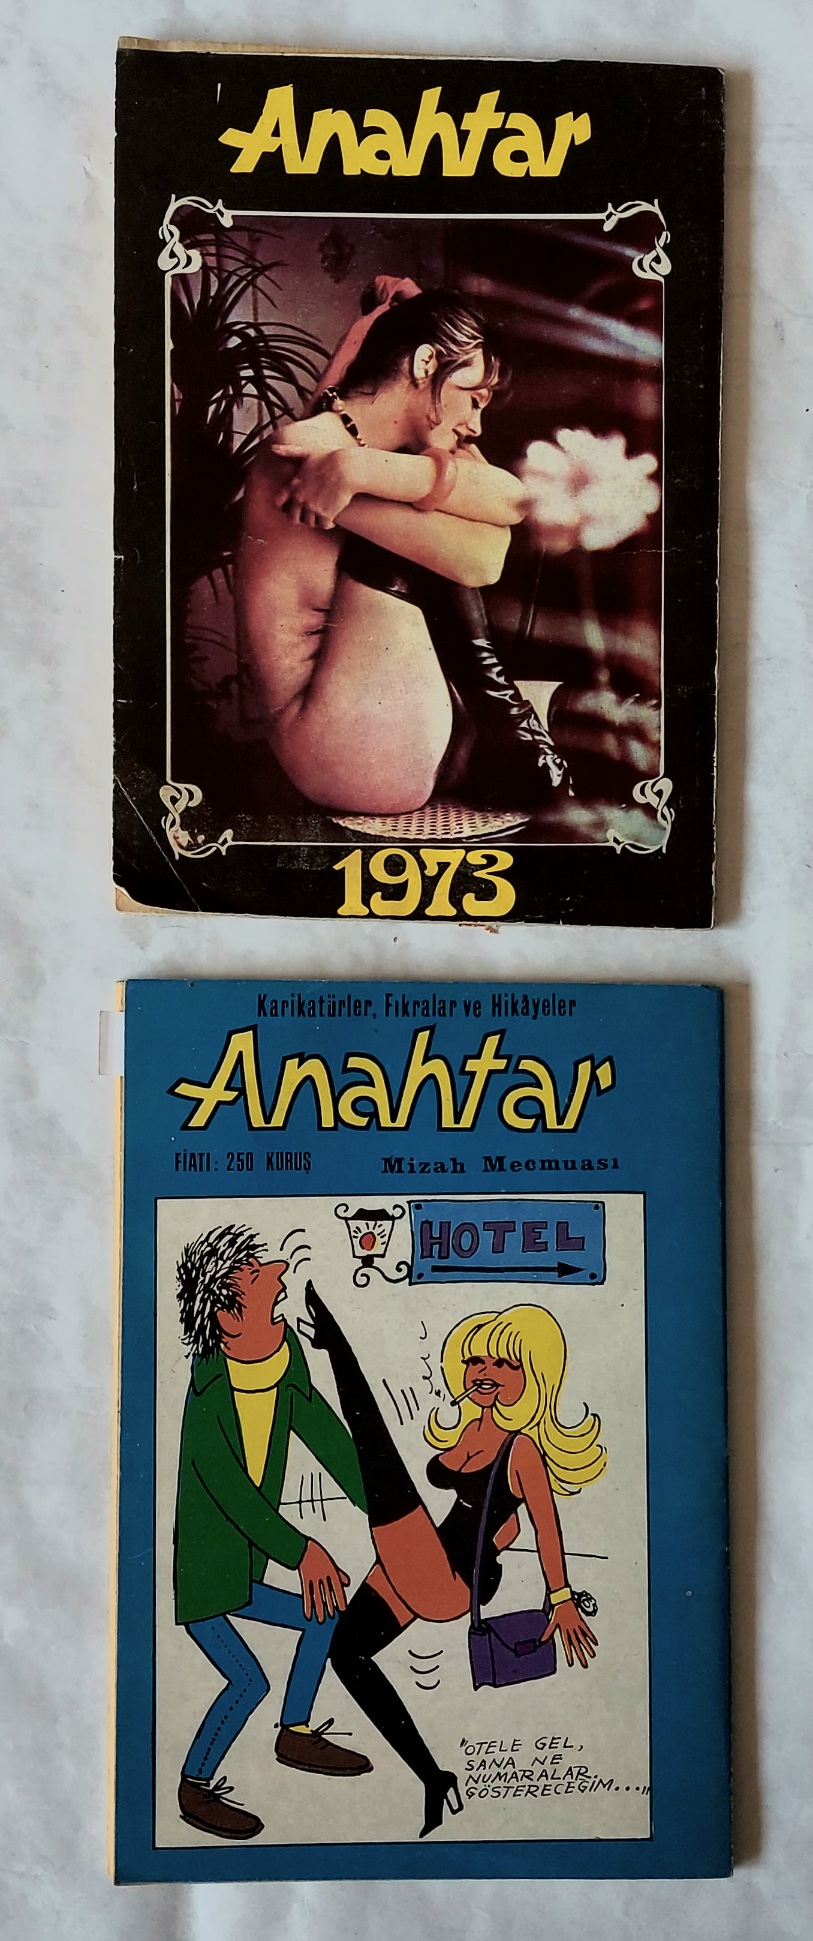 Anahtar
1973
Karikatürler, Fıkralar ve Hikâyeler
Anahtar
FİATI: 250 KURUŞ Mizah Mecmuası
HOTEL
"OTELE GEL,
SANA NE
NUMARALAR
GÖSTERECEĞİM..."